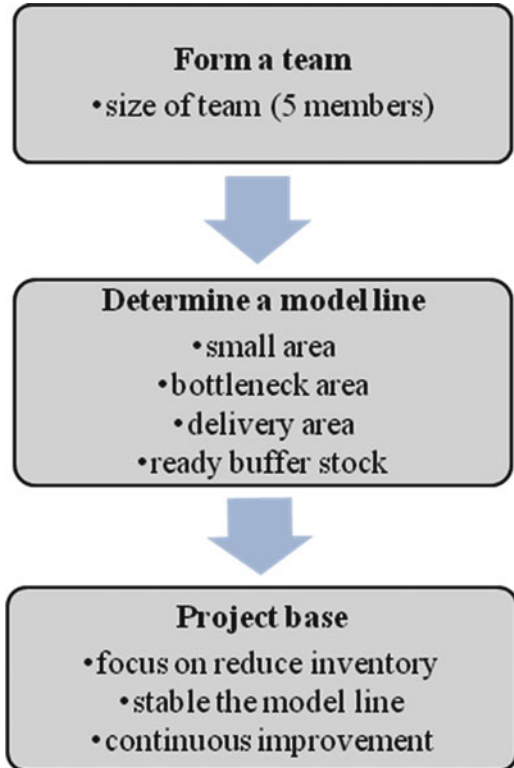 Form a team
•size of team (5 members)
Determine a model line
•small area
•bottleneck area
•delivery area
•ready buffer stock
Project base
•focus on reduce inventory
•stable the model line
•continuous improvement